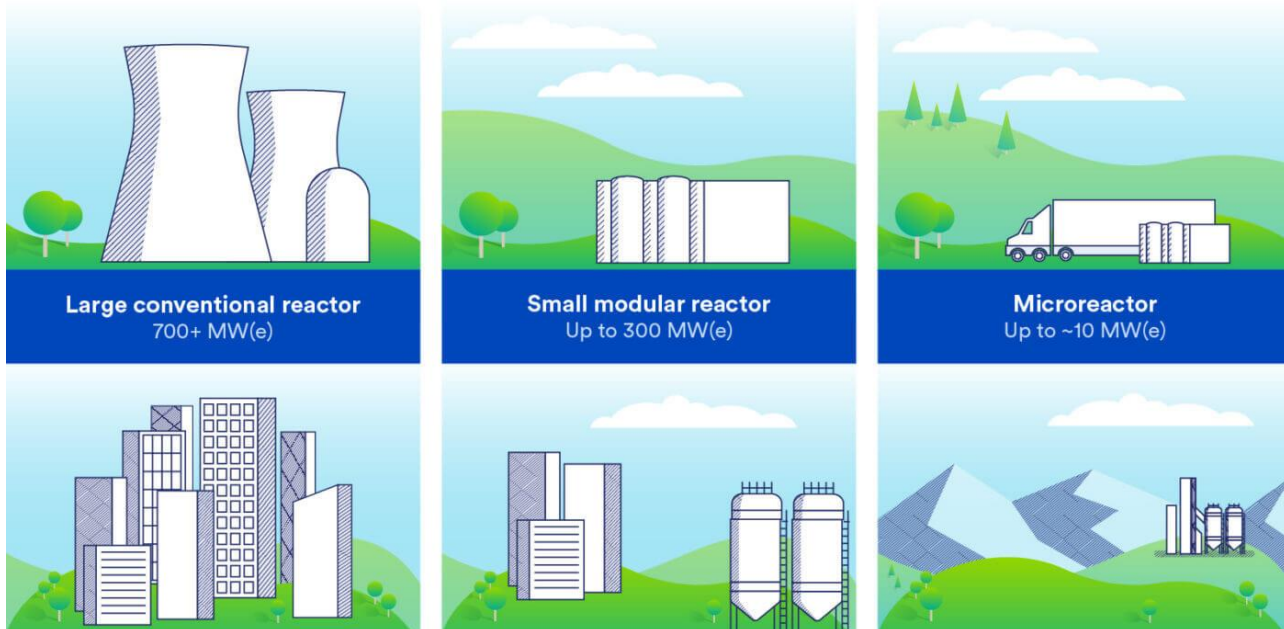 Large conventional reactor
700+ MW(e)
Small modular reactor
Up to 300 MW(e)
Microreactor
Up to ~10 MW(e)